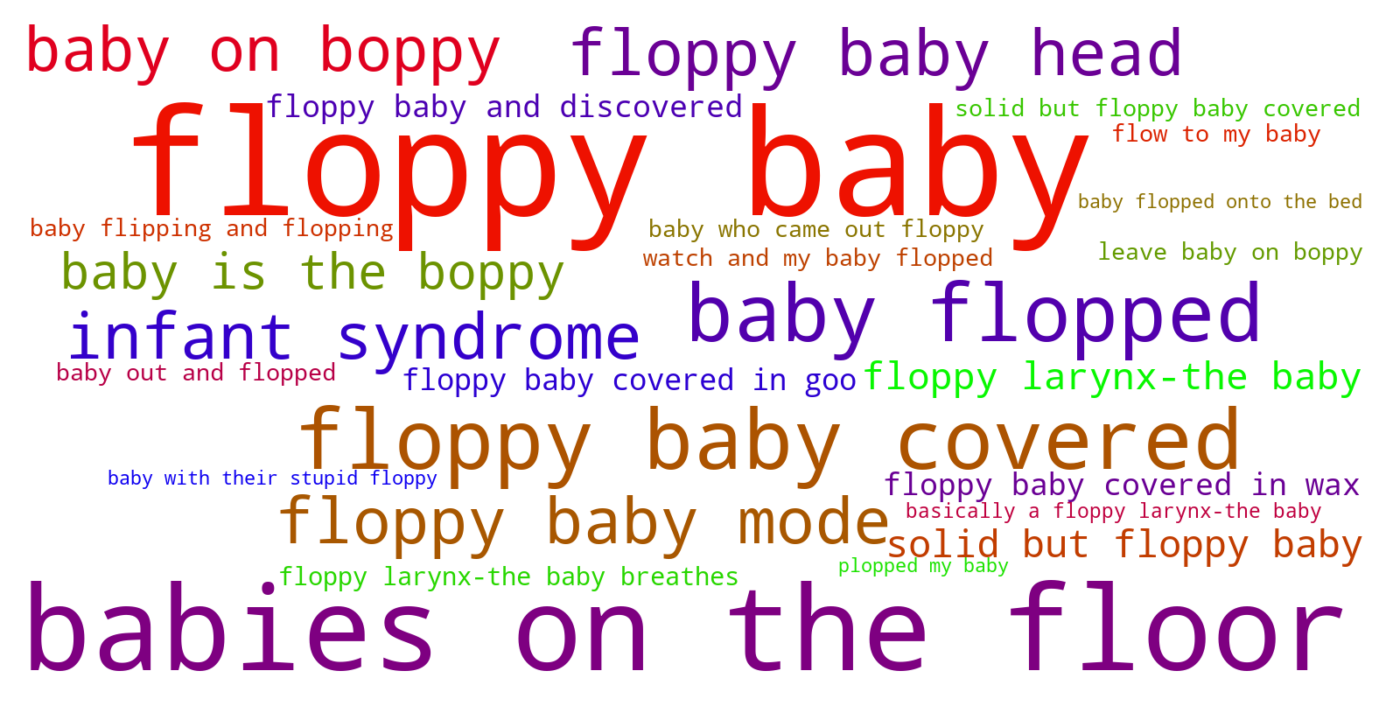 baby on boppy
floppy baby head
floppy baby and discovered
solid but floppy baby covered
floppy baby
flow to my baby
baby flopped onto the bed
baby flipping and flopping
baby who came out floppy
watch and my baby flopped
leave baby on boppy
baby is the boppy
baby flopped
infant syndrome
baby out and flopped
floppy baby covered in goo
floppy larynx-the baby
floppy baby covered
baby with their stupid floppy
floppy baby covered in wax
floppy baby mode
basically a floppy larynx-the baby
solid but floppy baby
floppy larynx-the baby breathes
plopped my baby
babies on the floor